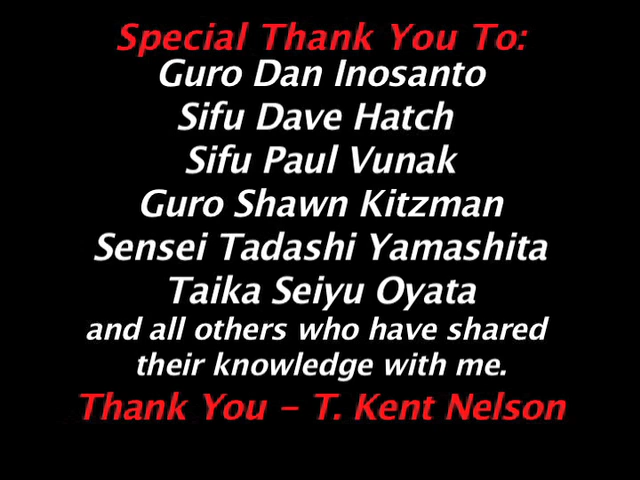 Special Thank You To:
Guro Dan Inosanto
Sifu Dave Hatch
Sifu Paul Vunak
Guro Shawn Kitzman
Sensei Tadashi Yamashita
Taika Seiyu Oyata
and all others who have shared
their knowledge with me.
Thank You - T. Kent Nelson